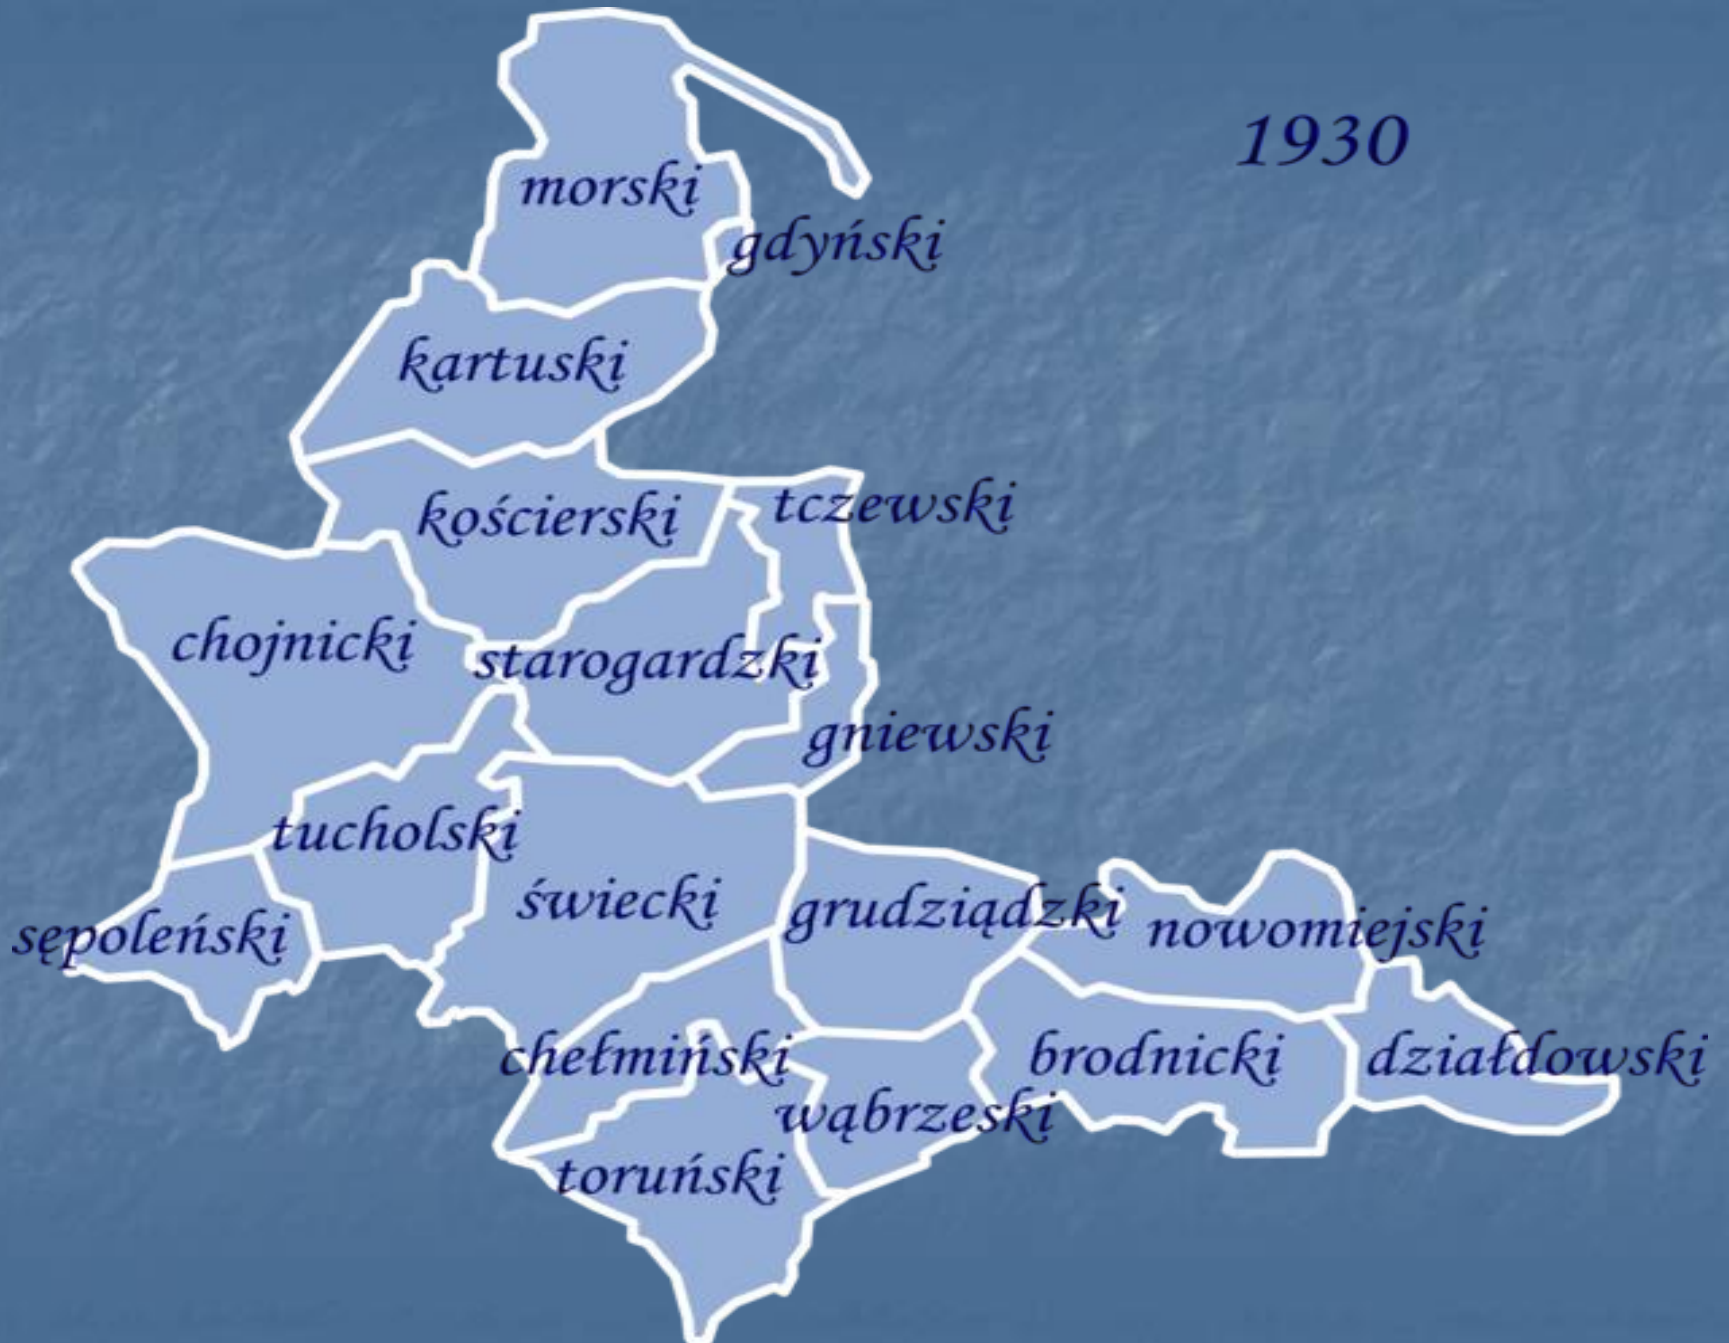 1930
morski
gdyński
kartuski
kościerski
tczewski
chojnicki
starogardzki
gniewski
tucholski
świecki
grudziądzki
nowomiejski
sępoleński
chełmiński
brodnicki
działdowski
wąbrzeski
toruński